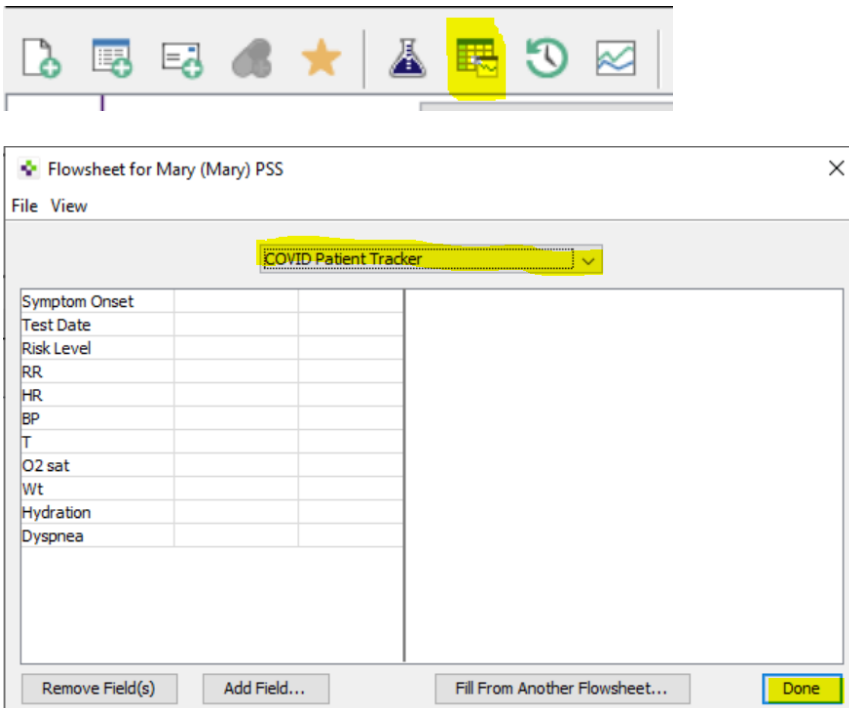 Flowsheet for Mary (Mary) PSS
File View
COVID Patient Tracker
Symptom Onset
Test Date
Risk Level
RR
HR
BP
T
O2 sat
Wt
Hydration
Dyspnea
Remove Field(s) Add Field... Fill From Another Flowsheet... Done